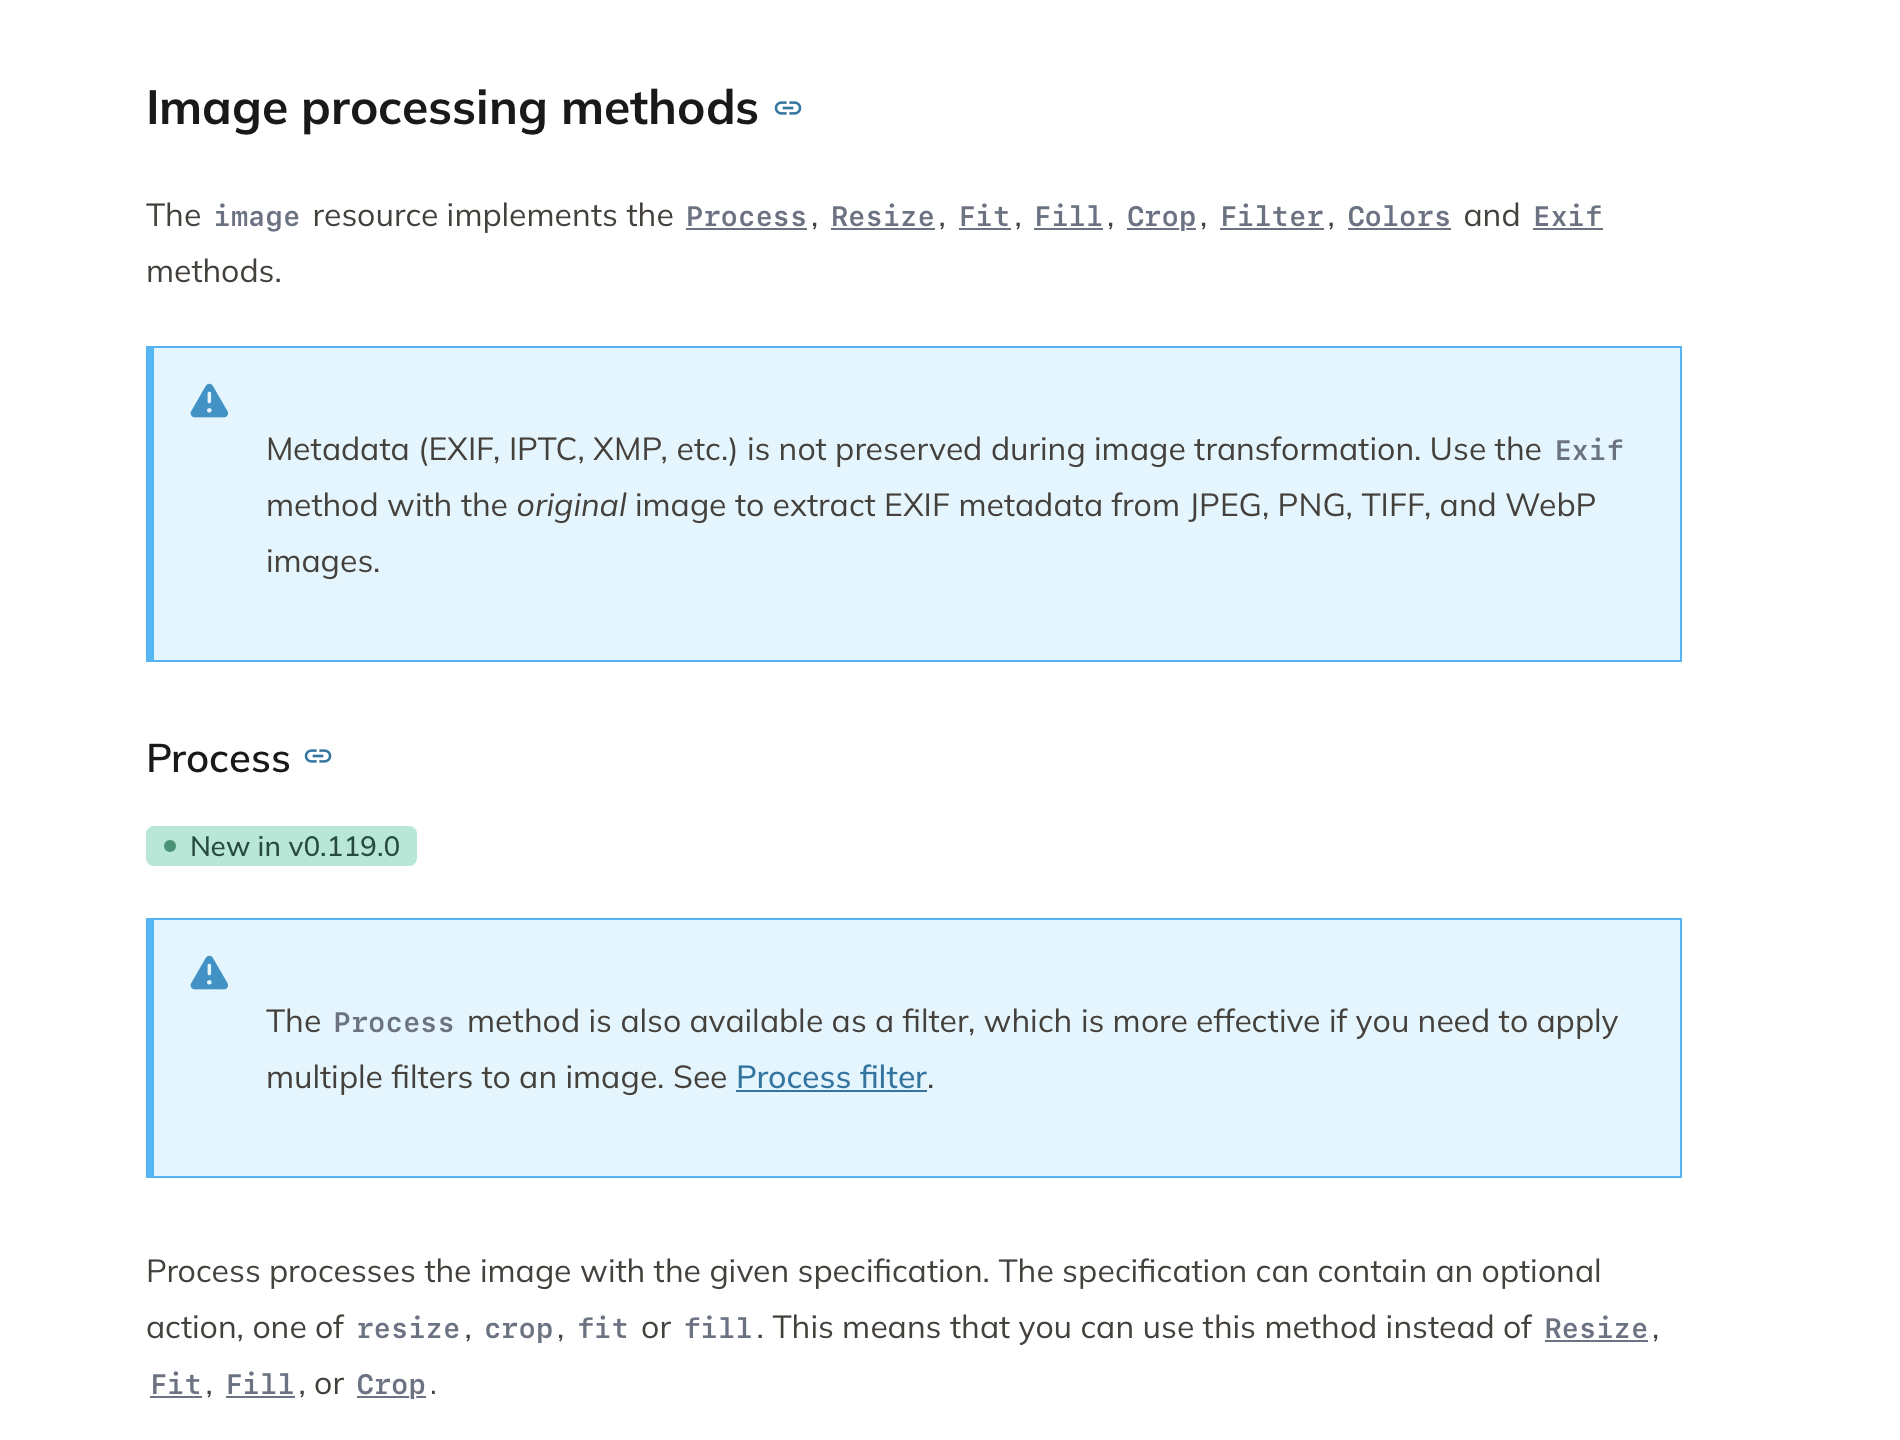 Image processing methods
The image resource implements the Process, Resize, Fit, Fill, Crop, Filter, Colors and Exif
methods.
Metadata (EXIF, IPTC, XMP, etc.) is not preserved during image transformation. Use the Exif
method with the original image to extract EXIF metadata from JPEG, PNG, TIFF, and WebP
images.
Process
New in v0.119.0
The Process method is also available as a filter, which is more effective if you need to apply
multiple filters to an image. See Process filter.
Process processes the image with the given specification. The specification can contain an optional
action, one of resize, crop, fit or fill. This means that you can use this method instead of Resize,
Fit, Fill, or Crop.